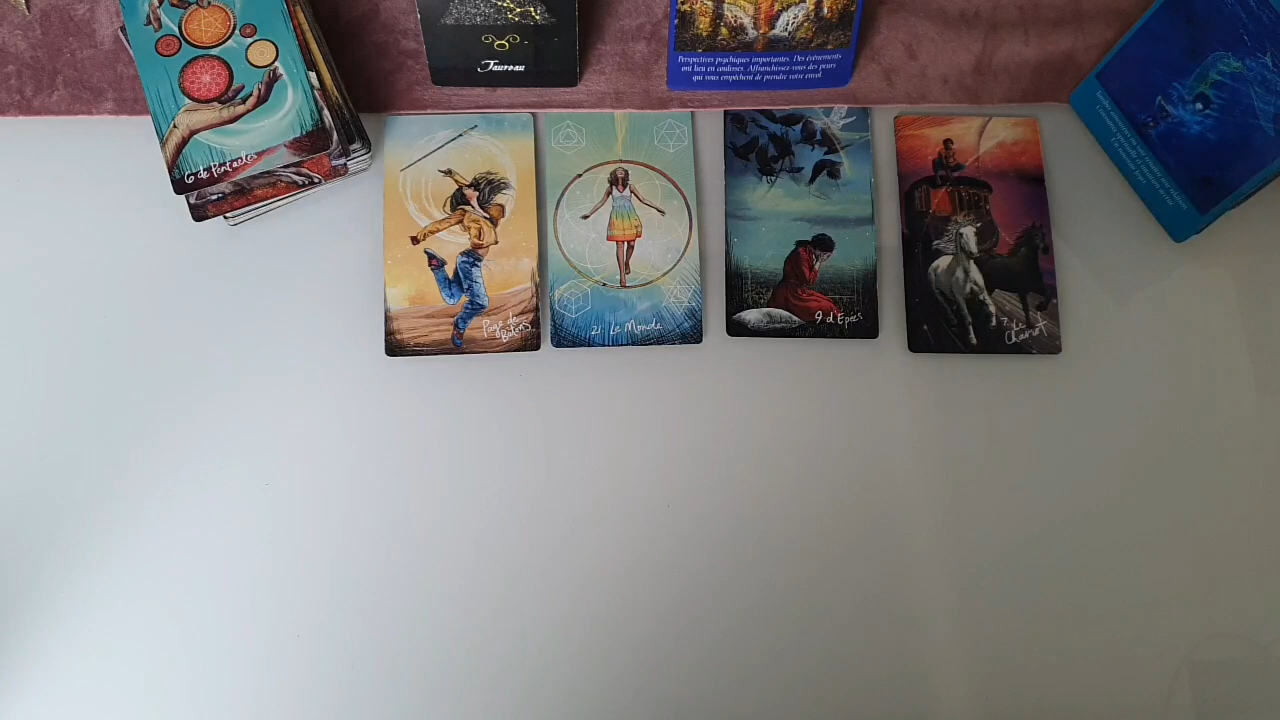 6 de Pentacles
Taureau
Perspectives psychiques importantes. Des événements
ont lieu en coulisses. Affranchissez-vous des peurs
qui vous empêchent de prendre votre envol.
Page de
Bâtons
21. Le Monde
9 d'Épées
7. Le
Chariot